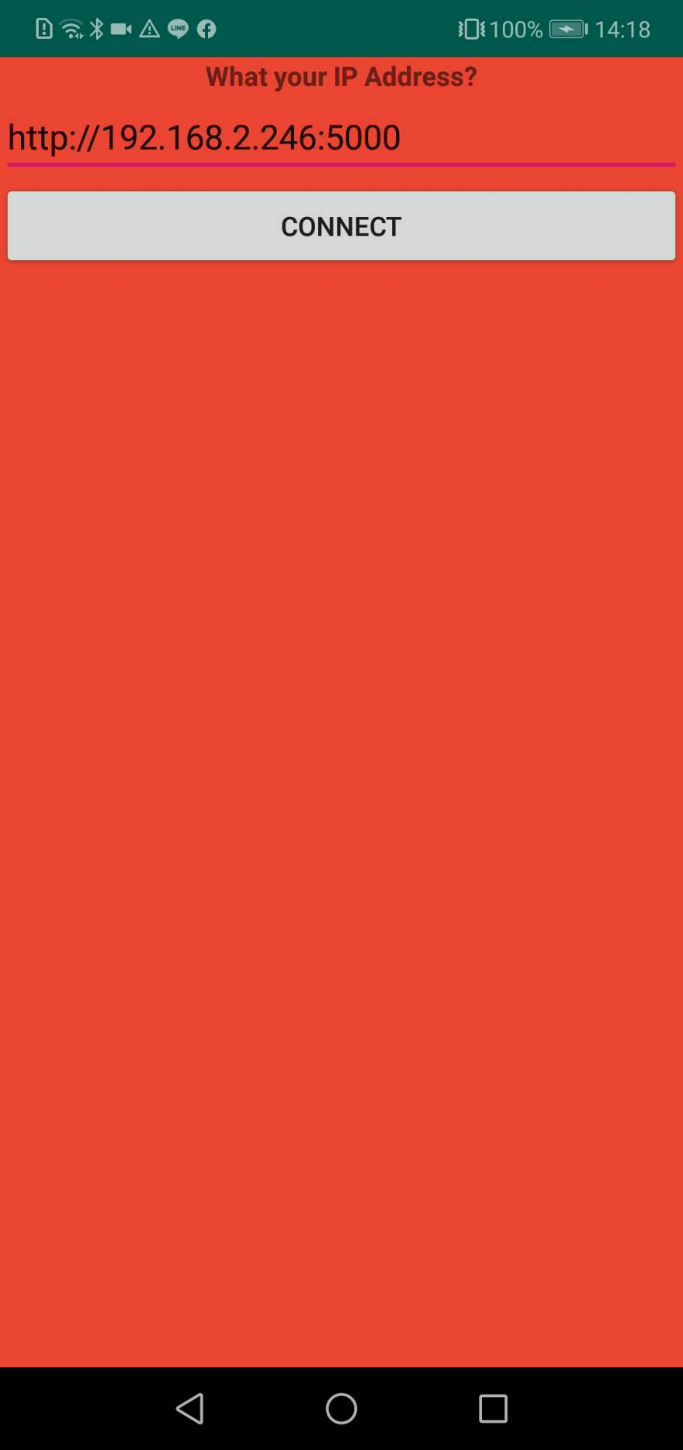 100% 14:18
What your IP Address?
http://192.168.2.246:5000
CONNECT